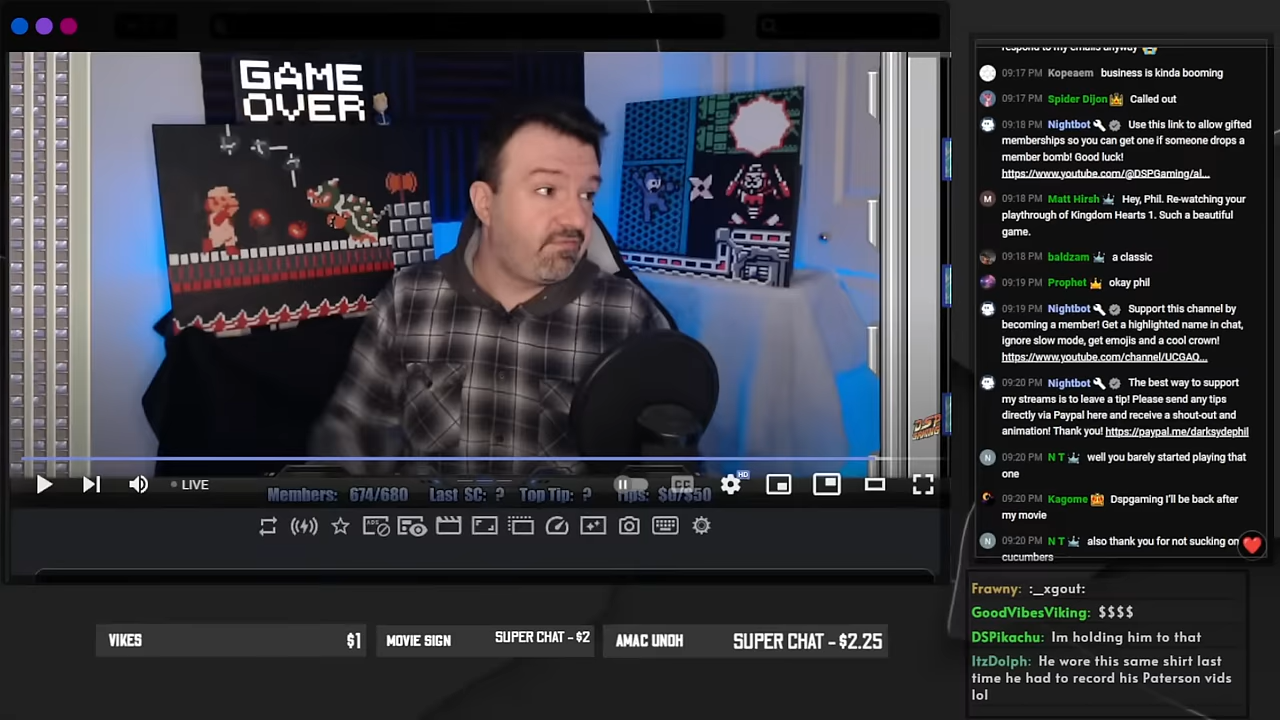 GAME
OVER
DSP
GAMING
LIVE
HD
CC
Members: 674/680 Last SC: ? Top Tip: ? Tips: $0/$50
ADS
VIKES $1
MOVIE SIGN SUPER CHAT - $2
AMAC UNOH SUPER CHAT - $2.25
respond to my emails anyway
09:17 PM Kopeaem business is kinda booming
09:17 PM Spider Dijon Called out
09:18 PM Nightbot Use this link to allow gifted
memberships so you can get one if someone drops a
member bomb! Good luck!
https://www.youtube.com/@DSPGaming/al...
M 09:18 PM Matt Hirsh Hey, Phil. Re-watching your
playthrough of Kingdom Hearts 1. Such a beautiful
game.
09:18 PM baldzam a classic
09:19 PM Prophet okay phil
09:19 PM Nightbot Support this channel by
becoming a member! Get a highlighted name in chat,
ignore slow mode, get emojis and a cool crown!
https://www.youtube.com/channel/UCGAQ...
09:20 PM Nightbot The best way to support
my streams is to leave a tip! Please send any tips
directly via Paypal here and receive a shout-out and
animation! Thank you! https://paypal.me/darksydephil
N 09:20 PM N T well you barely started playing that
one
09:20 PM Kagome Dspgaming I'll be back after
my movie
N 09:20 PM N T also thank you for not sucking on
cucumbers
Frawny: :_xgout:
GoodVibesViking: $$$$
DSPikachu: Im holding him to that
ItzDolph: He wore this same shirt last
time he had to record his Paterson vids
lol